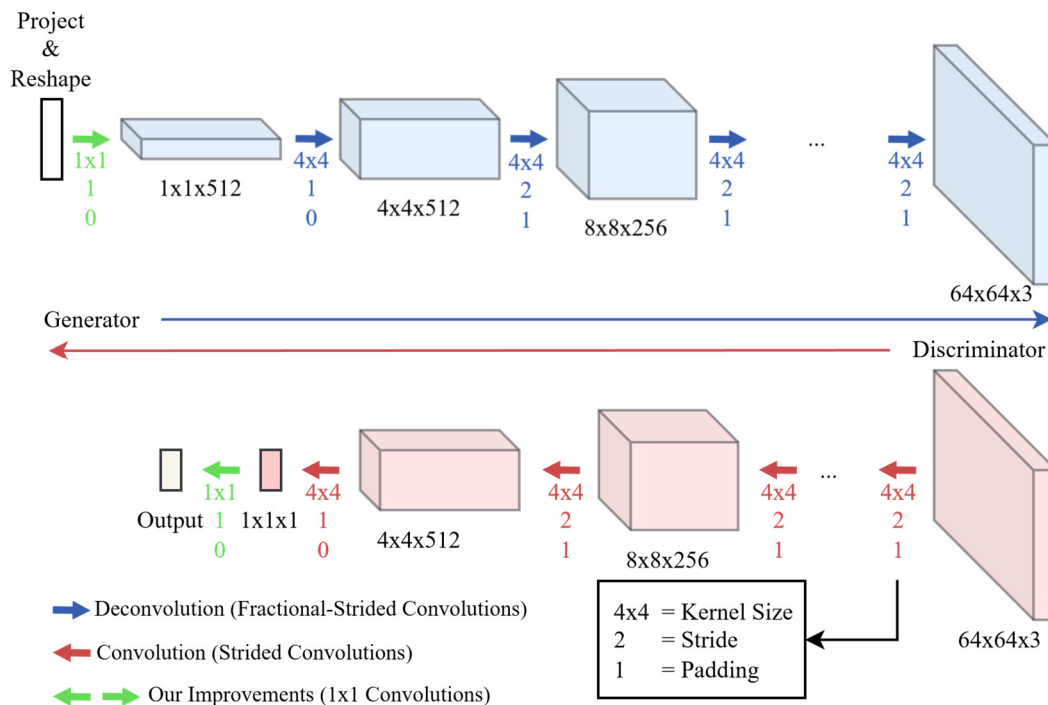 Project
&
Reshape
1x1
1
0
1x1x512
4x4
1
0
4x4x512
4x4
2
1
8x8x256
4x4
2
1
...
4x4
2
1
64x64x3
Generator
Discriminator
Output
1x1
1
0
1x1x1
4x4
1
0
4x4x512
4x4
2
1
8x8x256
4x4
2
1
...
4x4
2
1
64x64x3
Deconvolution (Fractional-Strided Convolutions)
Convolution (Strided Convolutions)
Our Improvements (1x1 Convolutions)
4x4 = Kernel Size
2 = Stride
1 = Padding